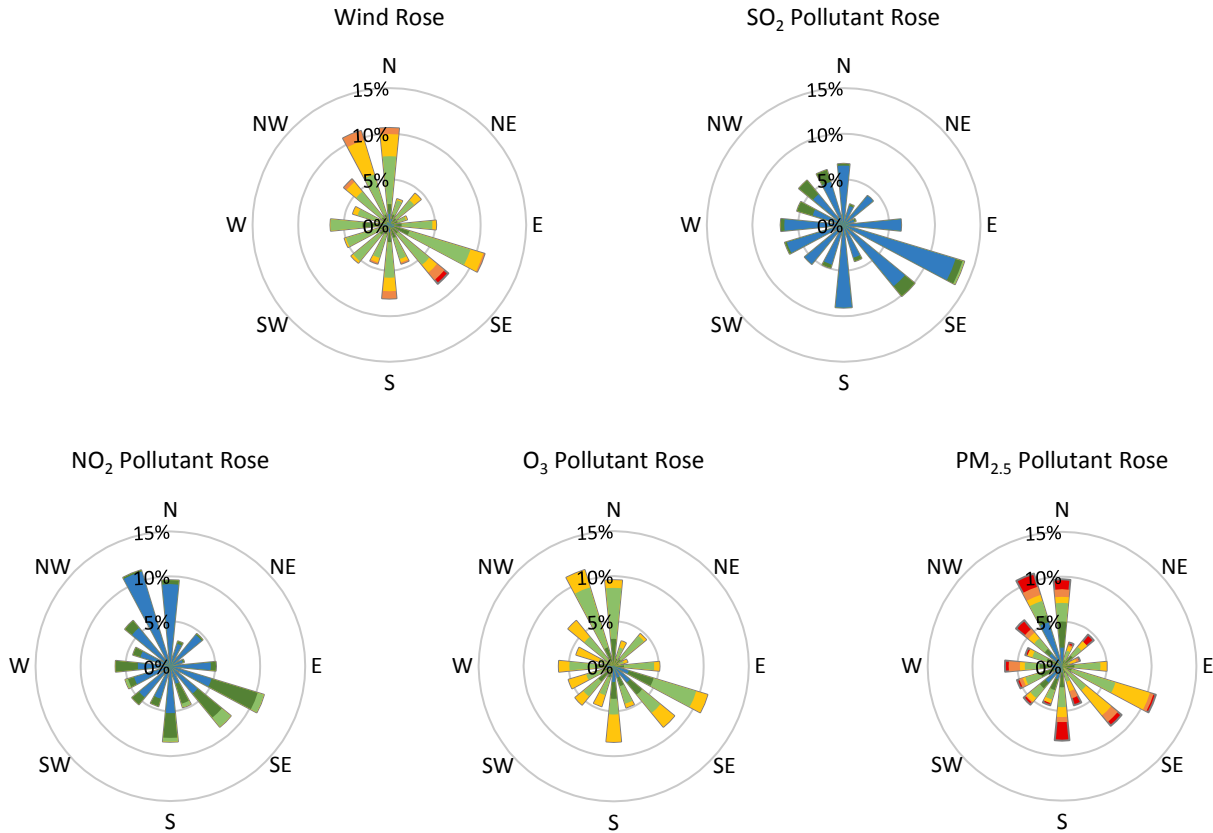 Wind Rose
N
15%
NW
NE
10%
5%
W
0%
E
SW
SE
S
SO₂ Pollutant Rose
N
15%
NW
NE
10%
5%
W
0%
E
SW
SE
S
NO₂ Pollutant Rose
N
15%
NW
NE
10%
5%
W
0%
E
SW
SE
S
O₃ Pollutant Rose
N
15%
NW
NE
10%
5%
W
0%
E
SW
SE
S
PM₂.₅ Pollutant Rose
N
15%
NW
NE
10%
5%
W
0%
E
SW
SE
S